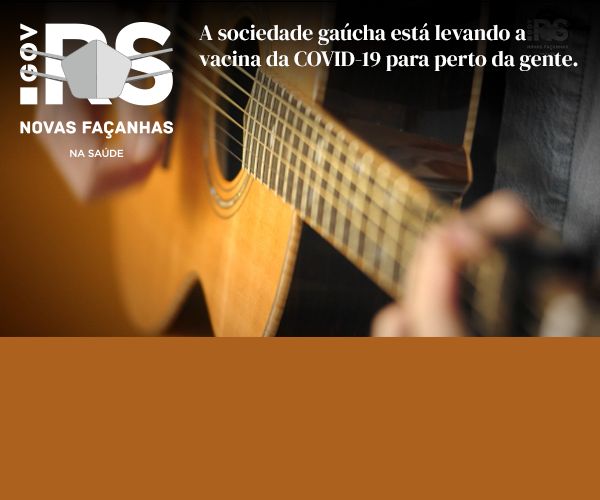 GOV
RS
NOVAS FAÇANHAS
NA SAÚDE
A sociedade gaúcha está levando a
vacina da COVID-19 para perto da gente.
GOV
RS
NOVAS FAÇANHAS